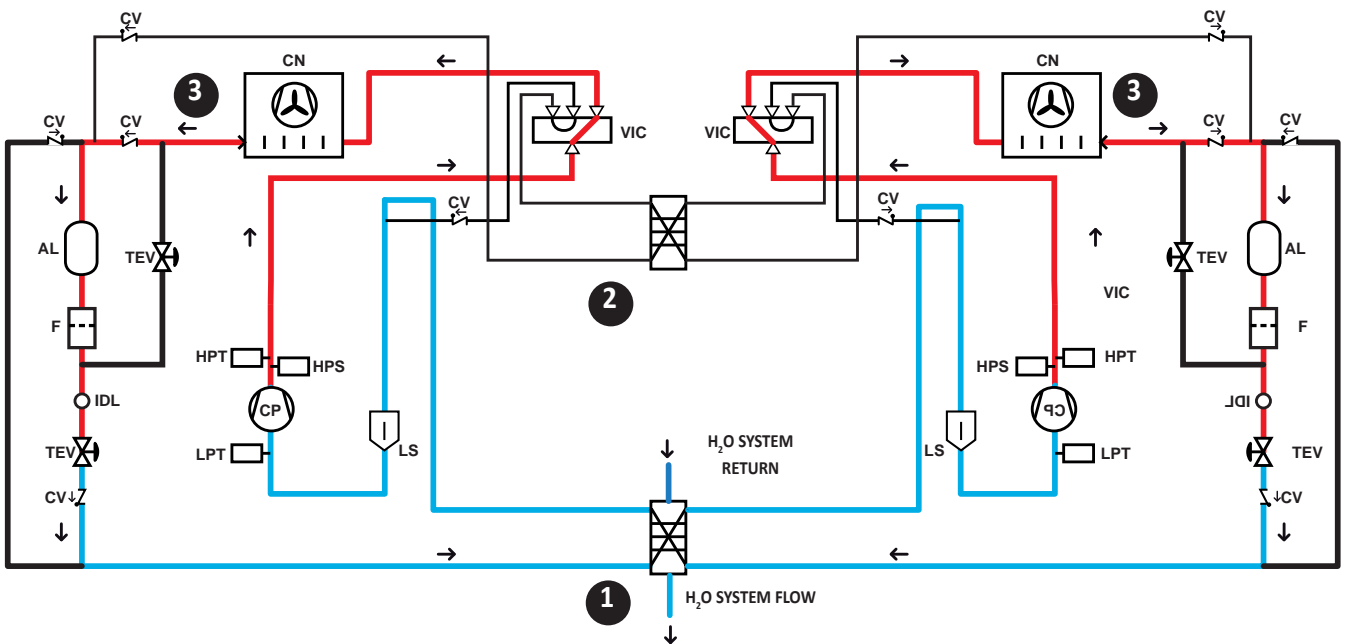 CV
CV
CN
CN
3
3
CV
CV
CV
CV
VIC
VIC
CV
CV
AL
TEV
TEV
AL
VIC
2
F
F
HPT
HPS
HPS
HPT
IDL
CP
CP
IDL
TEV
LPT
LS
H₂O SYSTEM
RETURN
LS
LPT
TEV
CV
CV
1
H₂O SYSTEM FLOW